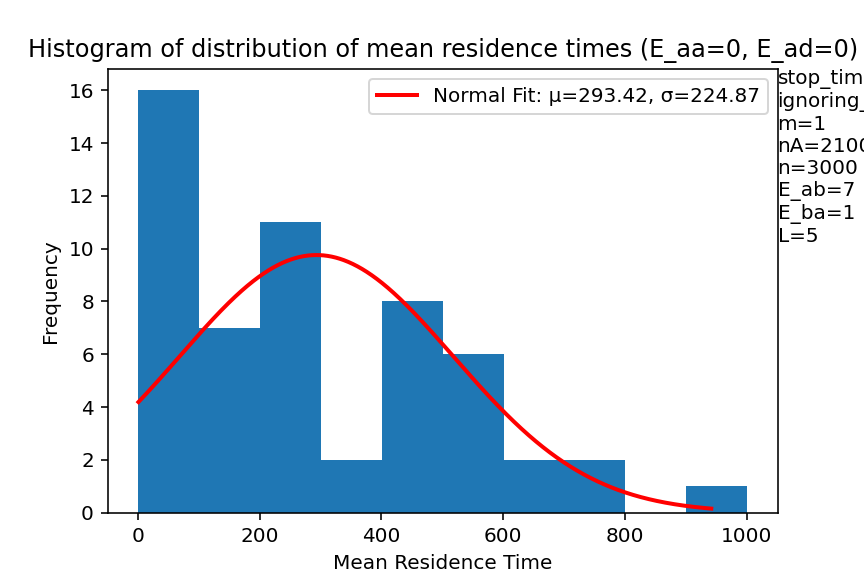 Histogram of distribution of mean residence times (E_aa=0, E_ad=0)
Normal Fit: μ=293.42, σ=224.87
stop_tim
ignoring_
m=1
nA=2100
n=3000
E_ab=7
E_ba=1
L=5
Frequency
16
14
12
10
8
6
4
2
0
0 200 400 600 800 1000
Mean Residence Time